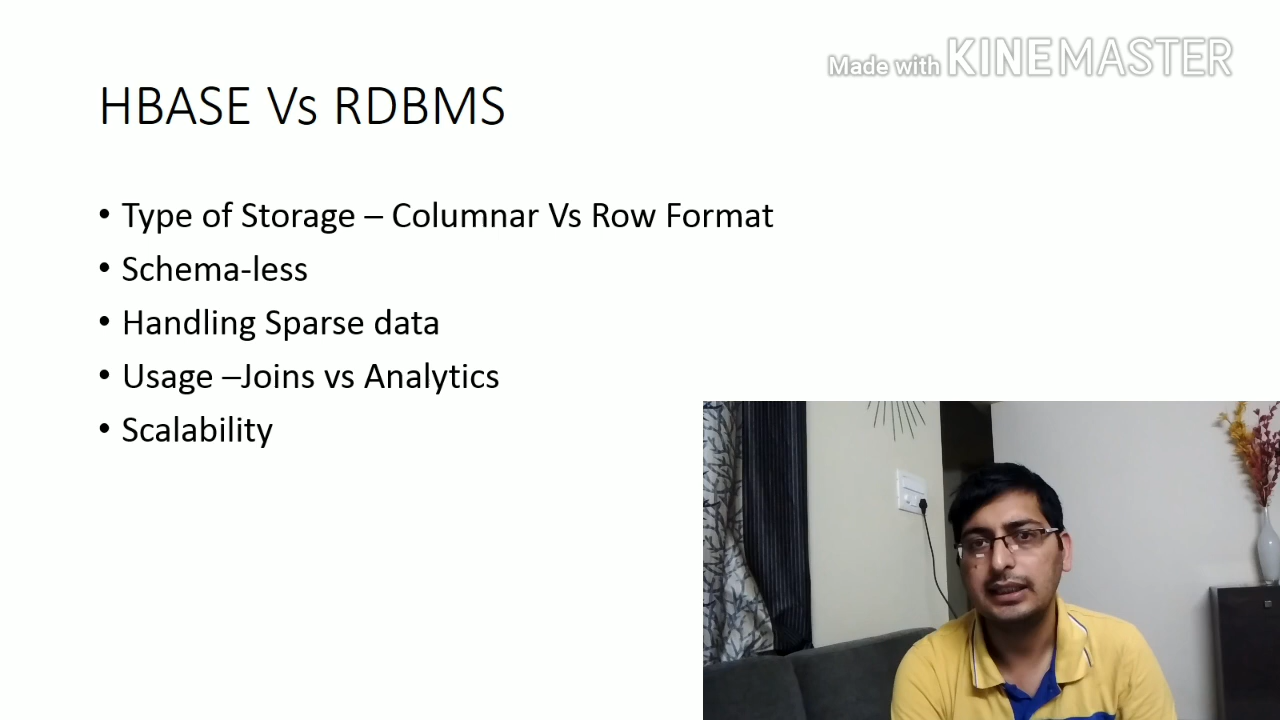 Made with KINEMASTER
HBASE Vs RDBMS
• Type of Storage – Columnar Vs Row Format
• Schema-less
• Handling Sparse data
• Usage –Joins vs Analytics
• Scalability